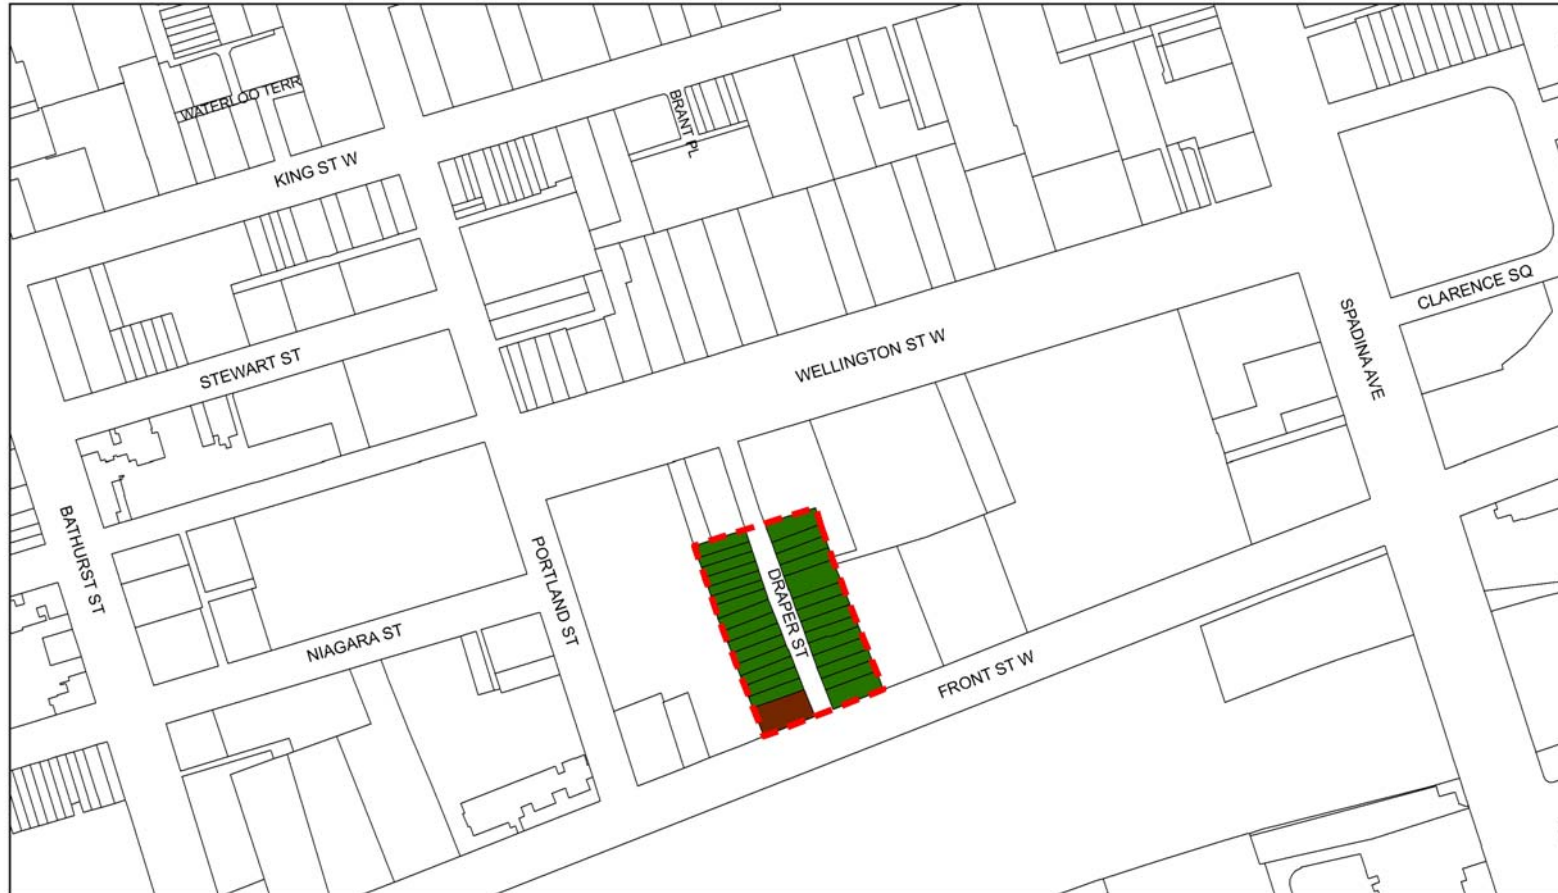 WATERLOO TERR
BRANT PL
KING ST W
CLARENCE SQ
SPADINA AVE
WELLINGTON ST W
STEWART ST
BATHURST ST
PORTLAND ST
DRAPER ST
NIAGARA ST
FRONT ST W